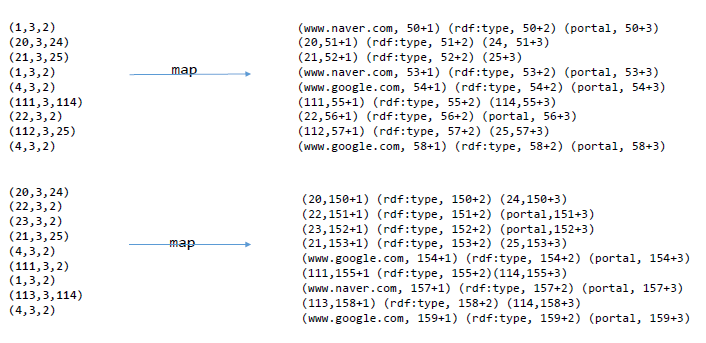 (1,3,2)
(20,3,24)
(21,3,25)
(1,3,2)
(4,3,2)
(111,3,114)
(22,3,2)
(112,3,25)
(4,3,2)
map
(www.naver.com, 50+1) (rdf:type, 50+2) (portal, 50+3)
(20,51+1) (rdf:type, 51+2) (24, 51+3)
(21,52+1) (rdf:type, 52+2) (25+3)
(www.naver.com, 53+1) (rdf:type, 53+2) (portal, 53+3)
(www.google.com, 54+1) (rdf:type, 54+2) (portal, 54+3)
(111,55+1) (rdf:type, 55+2) (114,55+3)
(22,56+1) (rdf:type, 56+2) (portal, 56+3)
(112,57+1) (rdf:type, 57+2) (25,57+3)
(www.google.com, 58+1) (rdf:type, 58+2) (portal, 58+3)
(20,3,24)
(22,3,2)
(23,3,2)
(21,3,25)
(4,3,2)
(111,3,2)
(1,3,2)
(113,3,114)
(4,3,2)
map
(20,150+1) (rdf:type, 150+2) (24,150+3)
(22,151+1) (rdf:type, 151+2) (portal,151+3)
(23,152+1) (rdf:type, 152+2) (portal,152+3)
(21,153+1) (rdf:type, 153+2) (25,153+3)
(www.google.com, 154+1) (rdf:type, 154+2) (portal, 154+3)
(111,155+1 (rdf:type, 155+2)(114,155+3)
(www.naver.com, 157+1) (rdf:type, 157+2) (portal, 157+3)
(113,158+1) (rdf:type, 158+2) (114,158+3)
(www.google.com, 159+1) (rdf:type, 159+2) (portal, 159+3)